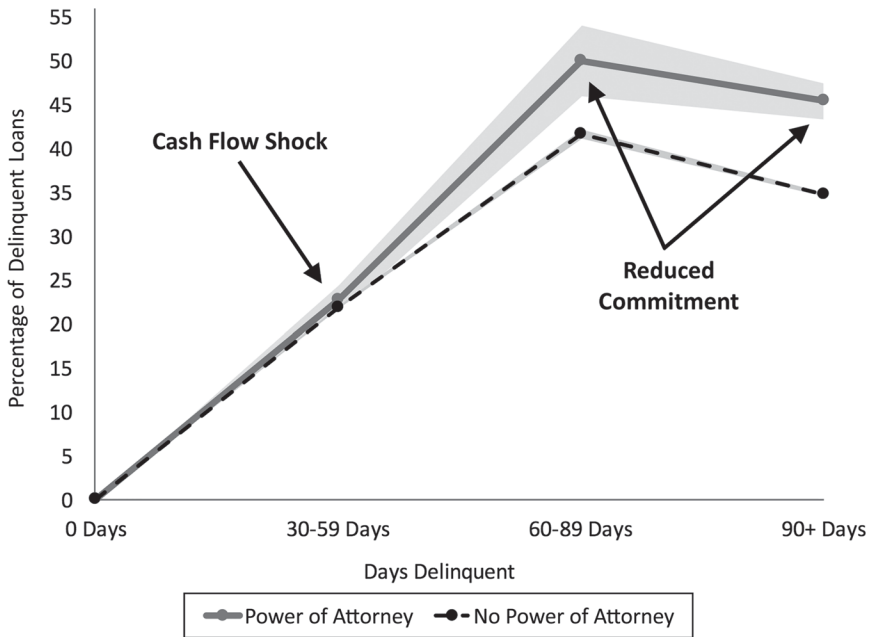 55
50
45
40
35
30
25
20
15
10
5
0
Percentage of Delinquent Loans
Cash Flow Shock
Reduced
Commitment
0 Days
30-59 Days
60-89 Days
90+ Days
Days Delinquent
Power of Attorney
No Power of Attorney